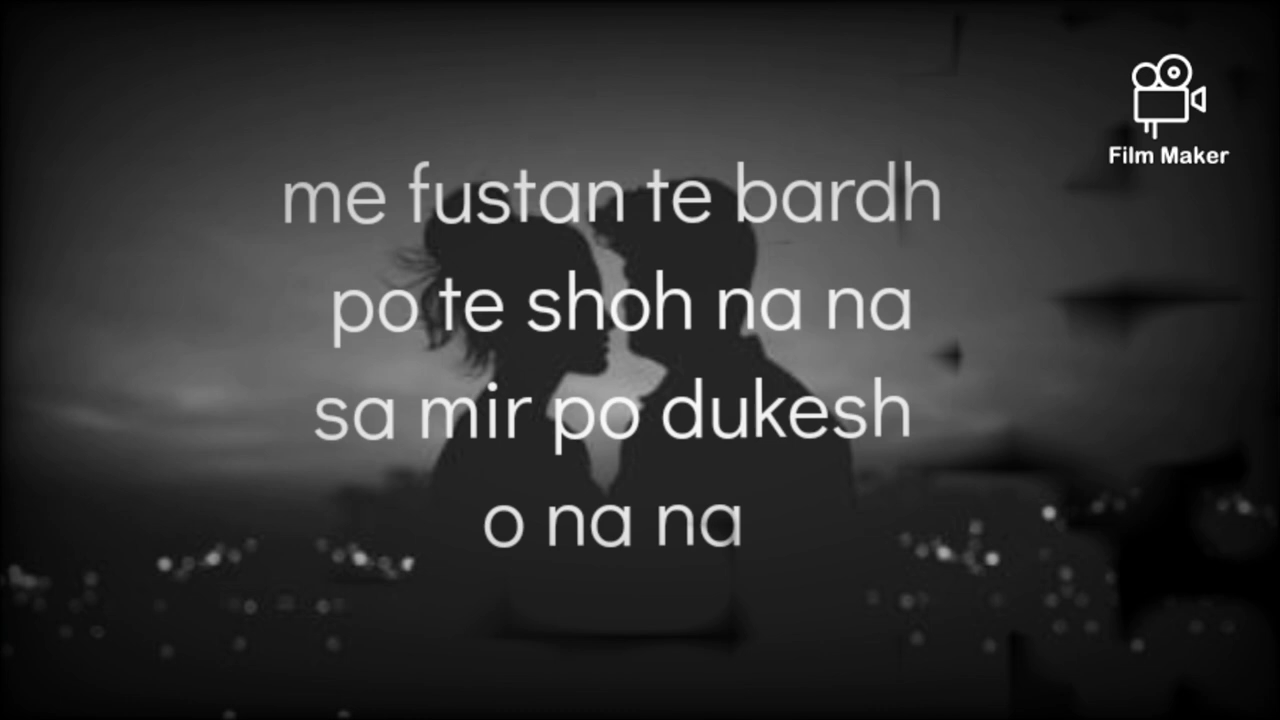 Film Maker
me fustan te bardh
po te shoh na na
sa mir po dukesh
o na na